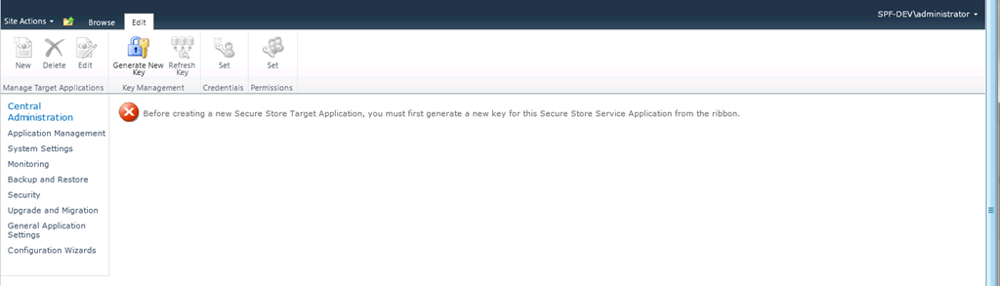 Site Actions
Browse
Edit
SPF-DEV\administrator
New
Delete
Edit
Generate New
Key
Refresh
Key
Set
Set
Manage Target Applications
Key Management
Credentials
Permissions
Central
Administration
Application Management
System Settings
Monitoring
Backup and Restore
Security
Upgrade and Migration
General Application
Settings
Configuration Wizards
Before creating a new Secure Store Target Application, you must first generate a new key for this Secure Store Service Application from the ribbon.